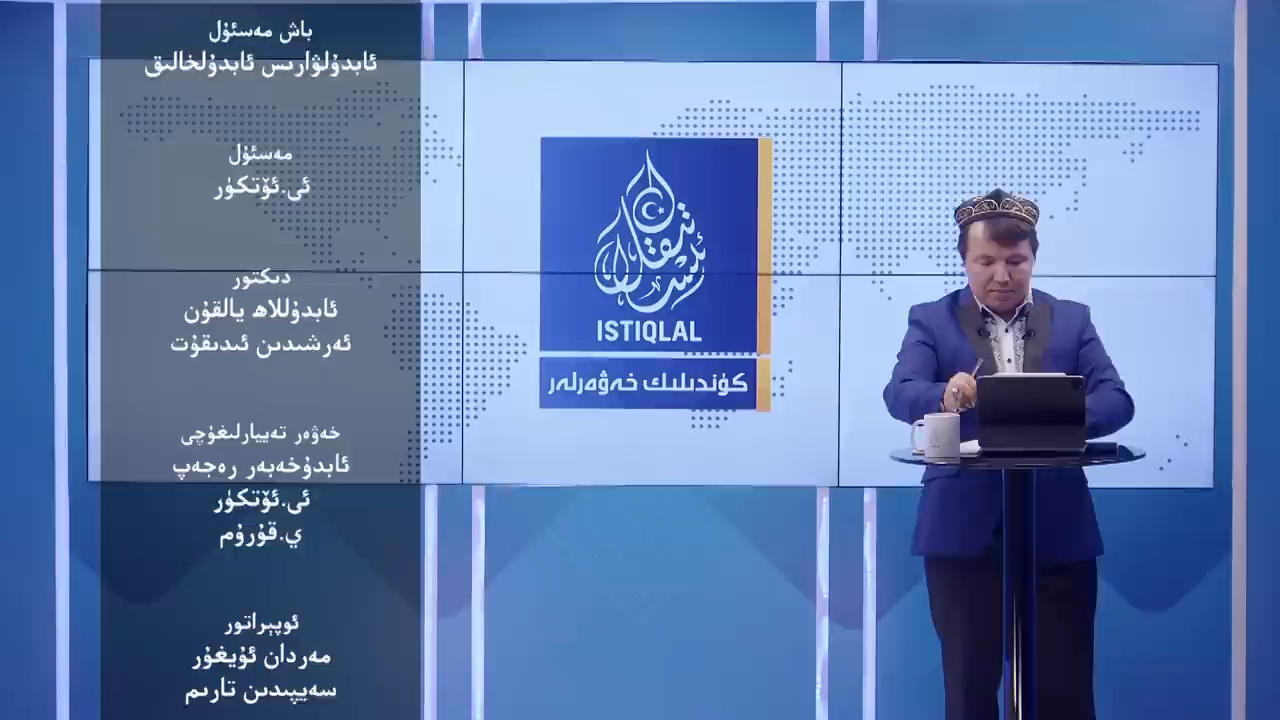 باش مەسئۇل
ئابدۇلۋارىس ئابدۇلخالىق
مەسئۇل
ئى.ئۆتكۈر
دىكتور
ئابدۇللاھ يالقۇن
ئەرشىدىن ئىدىقۇت
خەۋەر تەييارلىغۇچى
ئابدۇخەبەر رەجەپ
ئى.ئۆتكۈر
ي.قۇرۇم
ئوپېراتور
مەردان ئۇيغۇر
سەيپىدىن تارىم
ئىستىقلال
ISTIQLAL
كۈندىلىك خەۋەرلەر